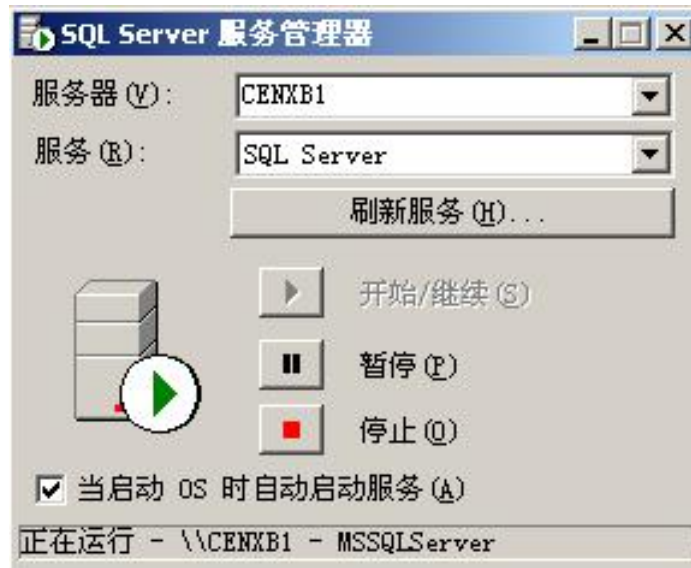 SQL Server 服务管理器
服务器(V): CENXB1
服务(R): SQL Server
刷新服务(H)...
开始/继续(S)
暂停(P)
停止(O)
当启动 OS 时自动启动服务(A)
正在运行 - \\CENXB1 - MSSQLServer